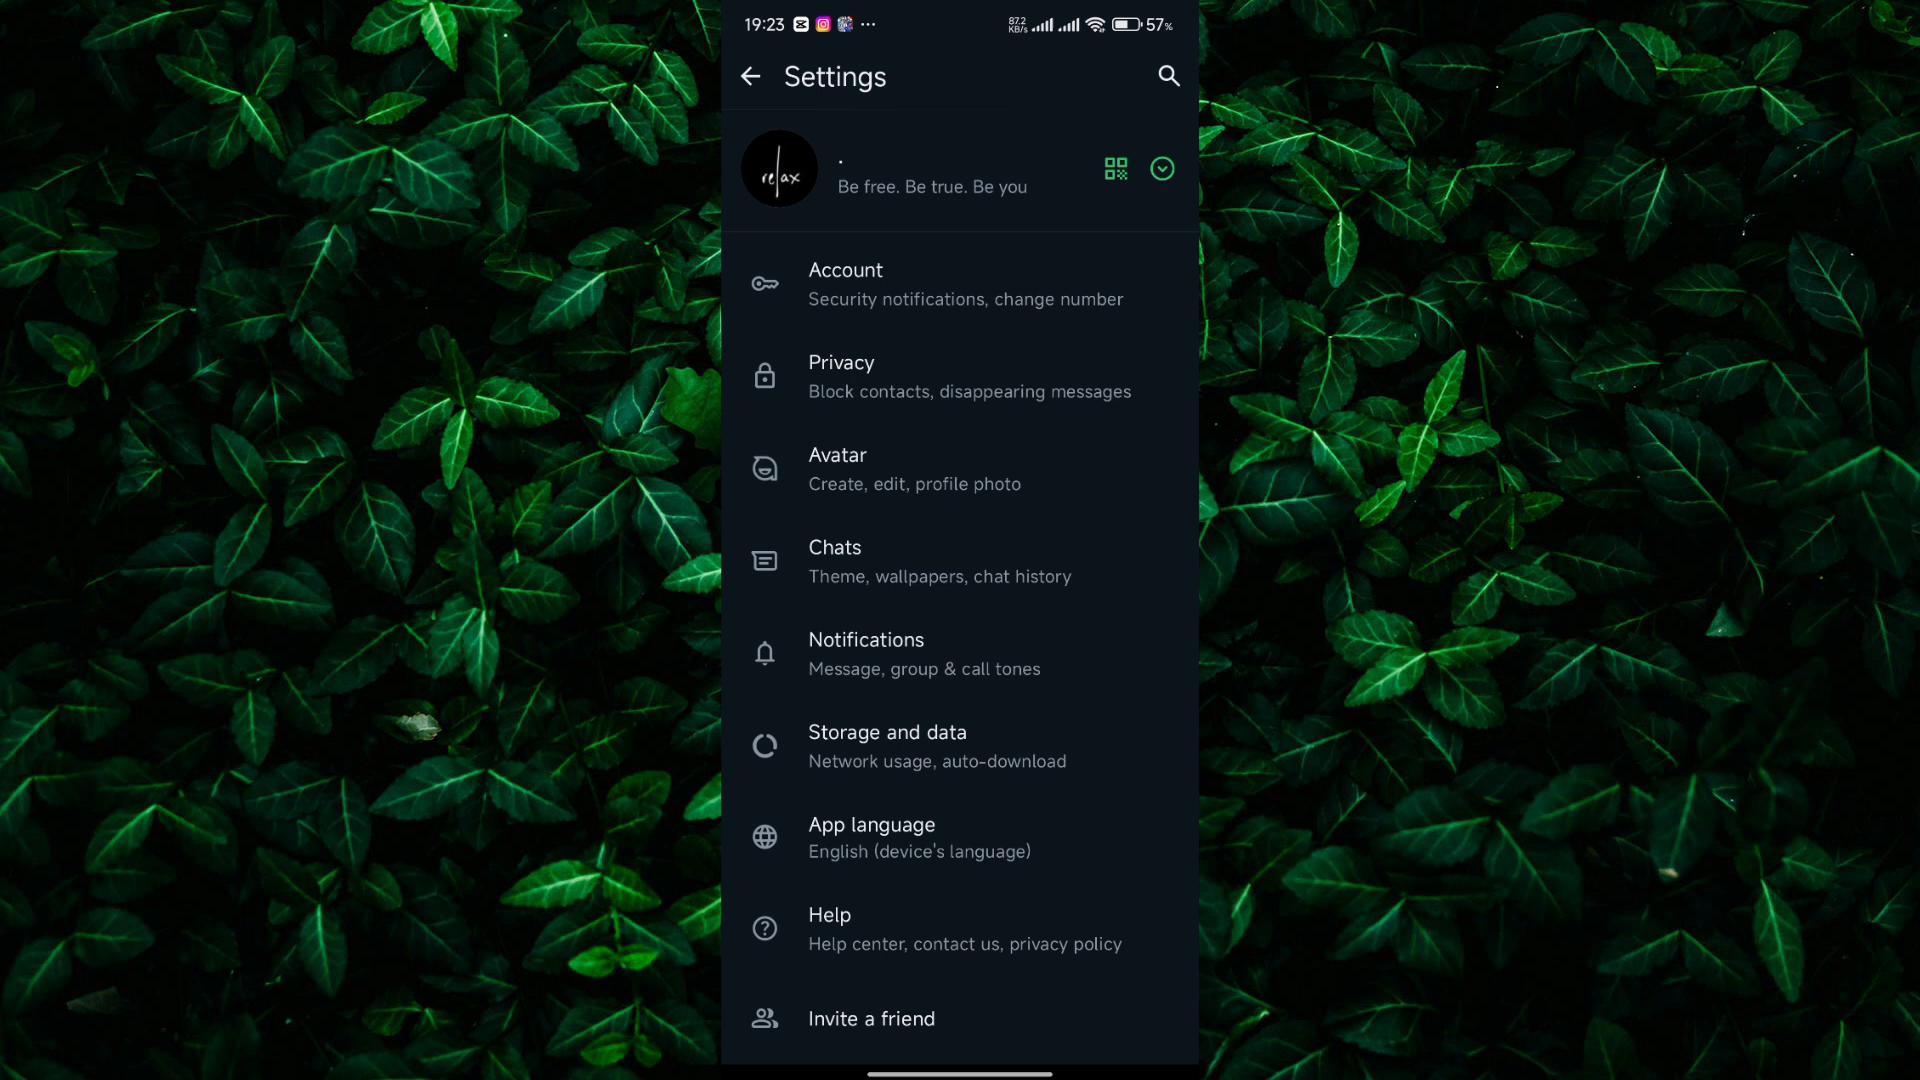 19:23 87.2 KB/s 57%
Settings
relax
.
Be free. Be true. Be you
Account
Security notifications, change number
Privacy
Block contacts, disappearing messages
Avatar
Create, edit, profile photo
Chats
Theme, wallpapers, chat history
Notifications
Message, group & call tones
Storage and data
Network usage, auto-download
App language
English (device's language)
Help
Help center, contact us, privacy policy
Invite a friend